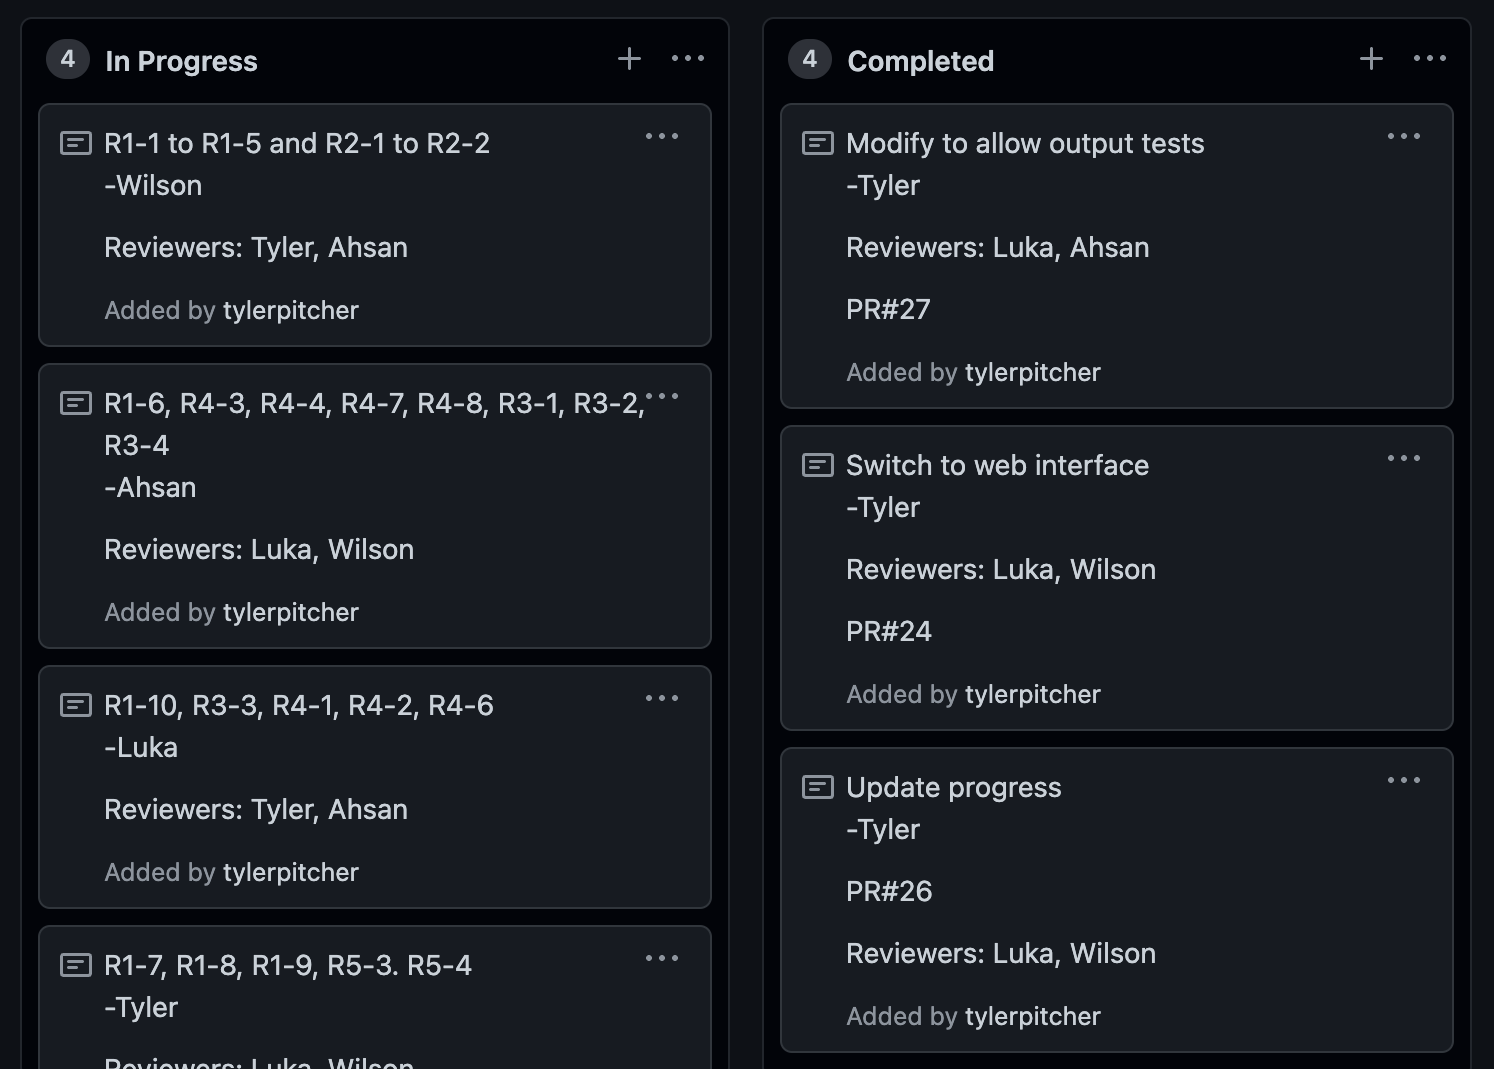 4 In Progress
R1-1 to R1-5 and R2-1 to R2-2
-Wilson
Reviewers: Tyler, Ahsan
Added by tylerpitcher
R1-6, R4-3, R4-4, R4-7, R4-8, R3-1, R3-2,
R3-4
-Ahsan
Reviewers: Luka, Wilson
Added by tylerpitcher
R1-10, R3-3, R4-1, R4-2, R4-6
-Luka
Reviewers: Tyler, Ahsan
Added by tylerpitcher
R1-7, R1-8, R1-9, R5-3. R5-4
-Tyler
Reviewers: Luka, Wilson
4 Completed
Modify to allow output tests
-Tyler
Reviewers: Luka, Ahsan
PR#27
Added by tylerpitcher
Switch to web interface
-Tyler
Reviewers: Luka, Wilson
PR#24
Added by tylerpitcher
Update progress
-Tyler
PR#26
Reviewers: Luka, Wilson
Added by tylerpitcher